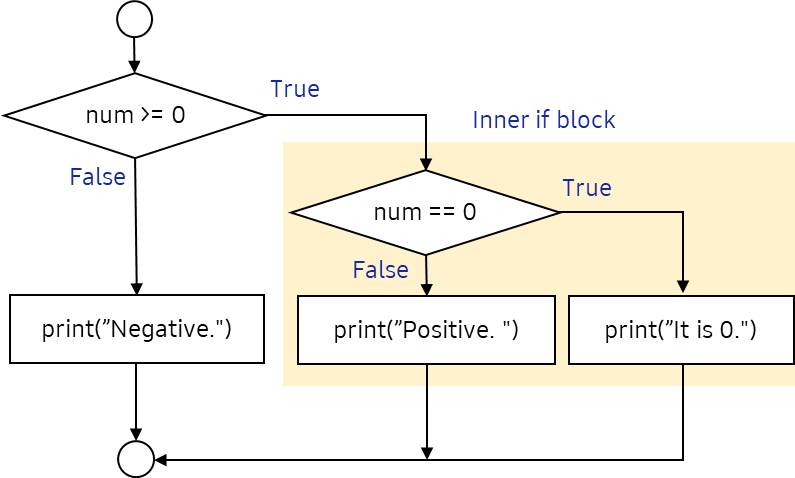 True
num >= 0
Inner if block
False
True
num == 0
False
print(”Negative.")
print(”Positive. ")
print(”It is 0.")